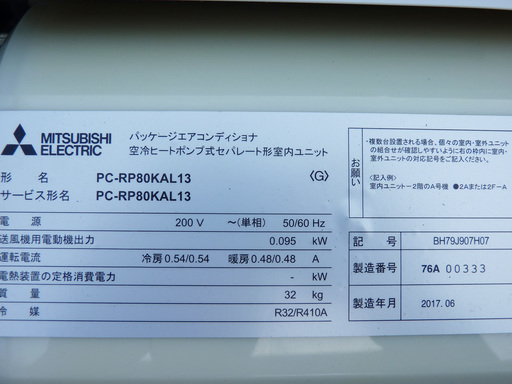 MITSUBISHI
ELECTRIC
パッケージエアコンディショナ
空冷ヒートポンプ式セパレート形室内ユニット
形名 PC-RP80KAL13 〈G〉
サービス形名 PC-RP80KAL13
電源 200 V ～(単相) 50/60 Hz
送風機用電動機出力 0.095 kW
運転電流 冷房 0.54/0.54 暖房 0.48/0.48 A
電熱装置の定格消費電力 - kW
質量 32 kg
冷媒 R32/R410A
お願い
・複数台設置される場合、個々の室内・室外ユニット
の組合せが確認しやすいように右の枠内に室内・
室外ユニットの対応記号をご記入ください。
(記入例)
室内ユニット－2階のA号機 ●2Aまたは2F－A
記号 BH79J907H07
製造番号 76A 00333
製造年月 2017.06